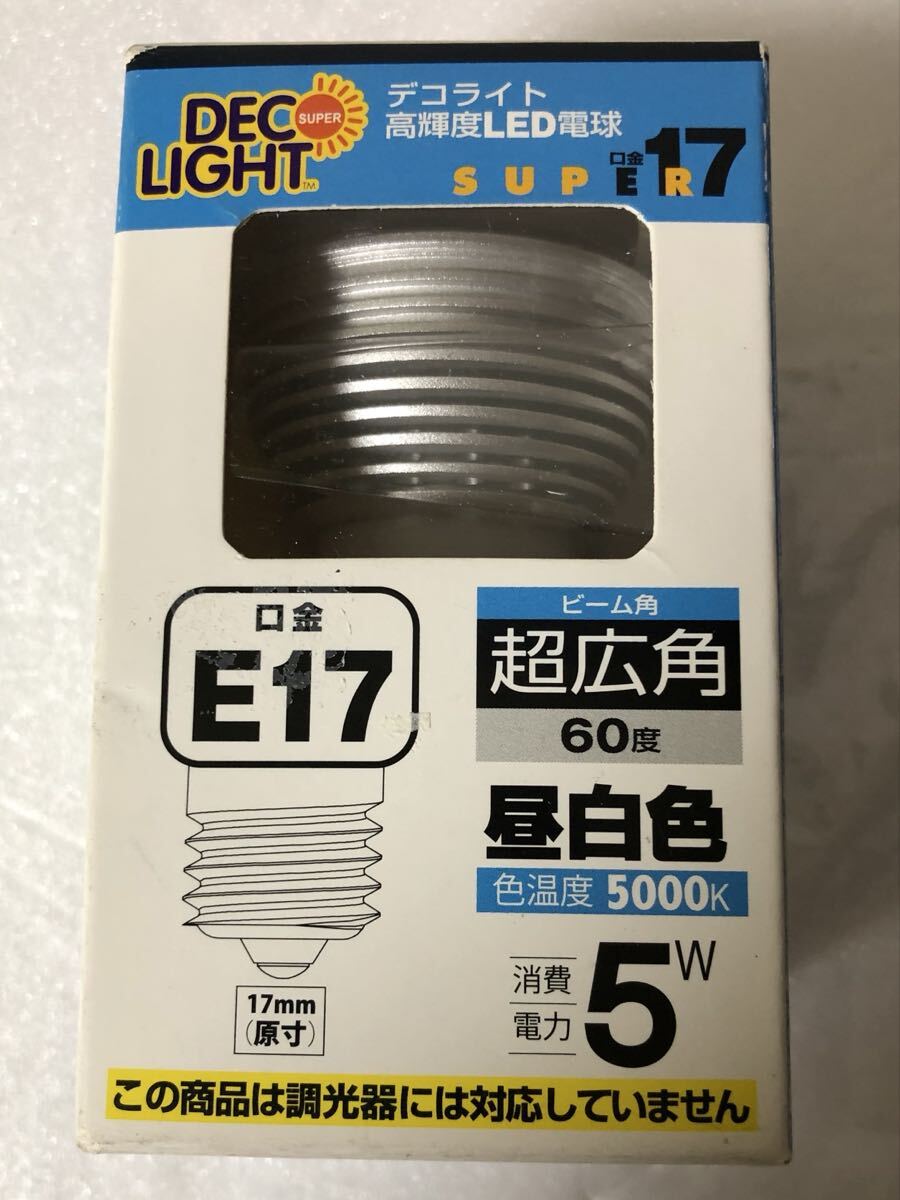 DECO
SUPER
LIGHT™
デコライト
高輝度LED電球
口金
SUPER17
口金
E17
17mm
(原寸)
ビーム角
超広角
60度
昼白色
色温度 5000K
消費
電力
5W
この商品は調光器には対応していません